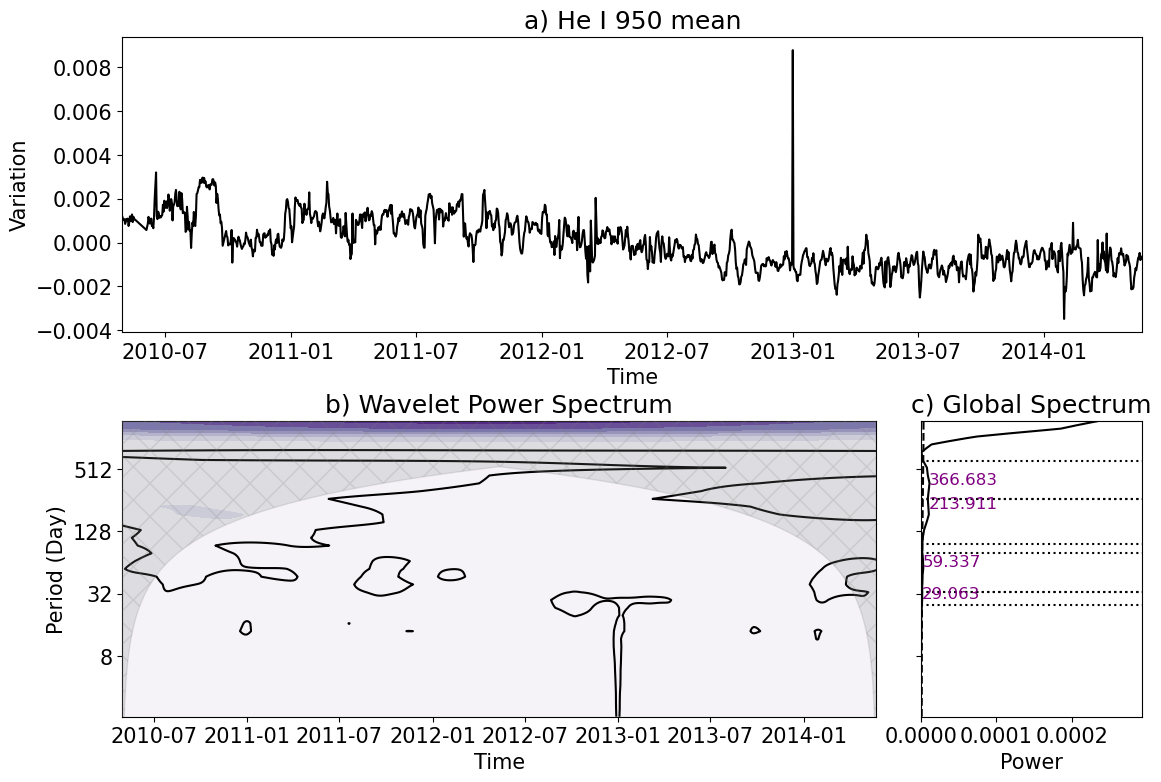 a) He I 950 mean
0.008
0.006
0.004
0.002
0.000
−0.002
−0.004
Variation
2010-07 2011-01 2011-07 2012-01 2012-07 2013-01 2013-07 2014-01
Time
b) Wavelet Power Spectrum
512
128
32
8
Period (Day)
2010-07 2011-01 2011-07 2012-01 2012-07 2013-01 2013-07 2014-01
Time
c) Global Spectrum
366.683
213.911
59.337
29.063
0.0000 0.0001 0.0002
Power